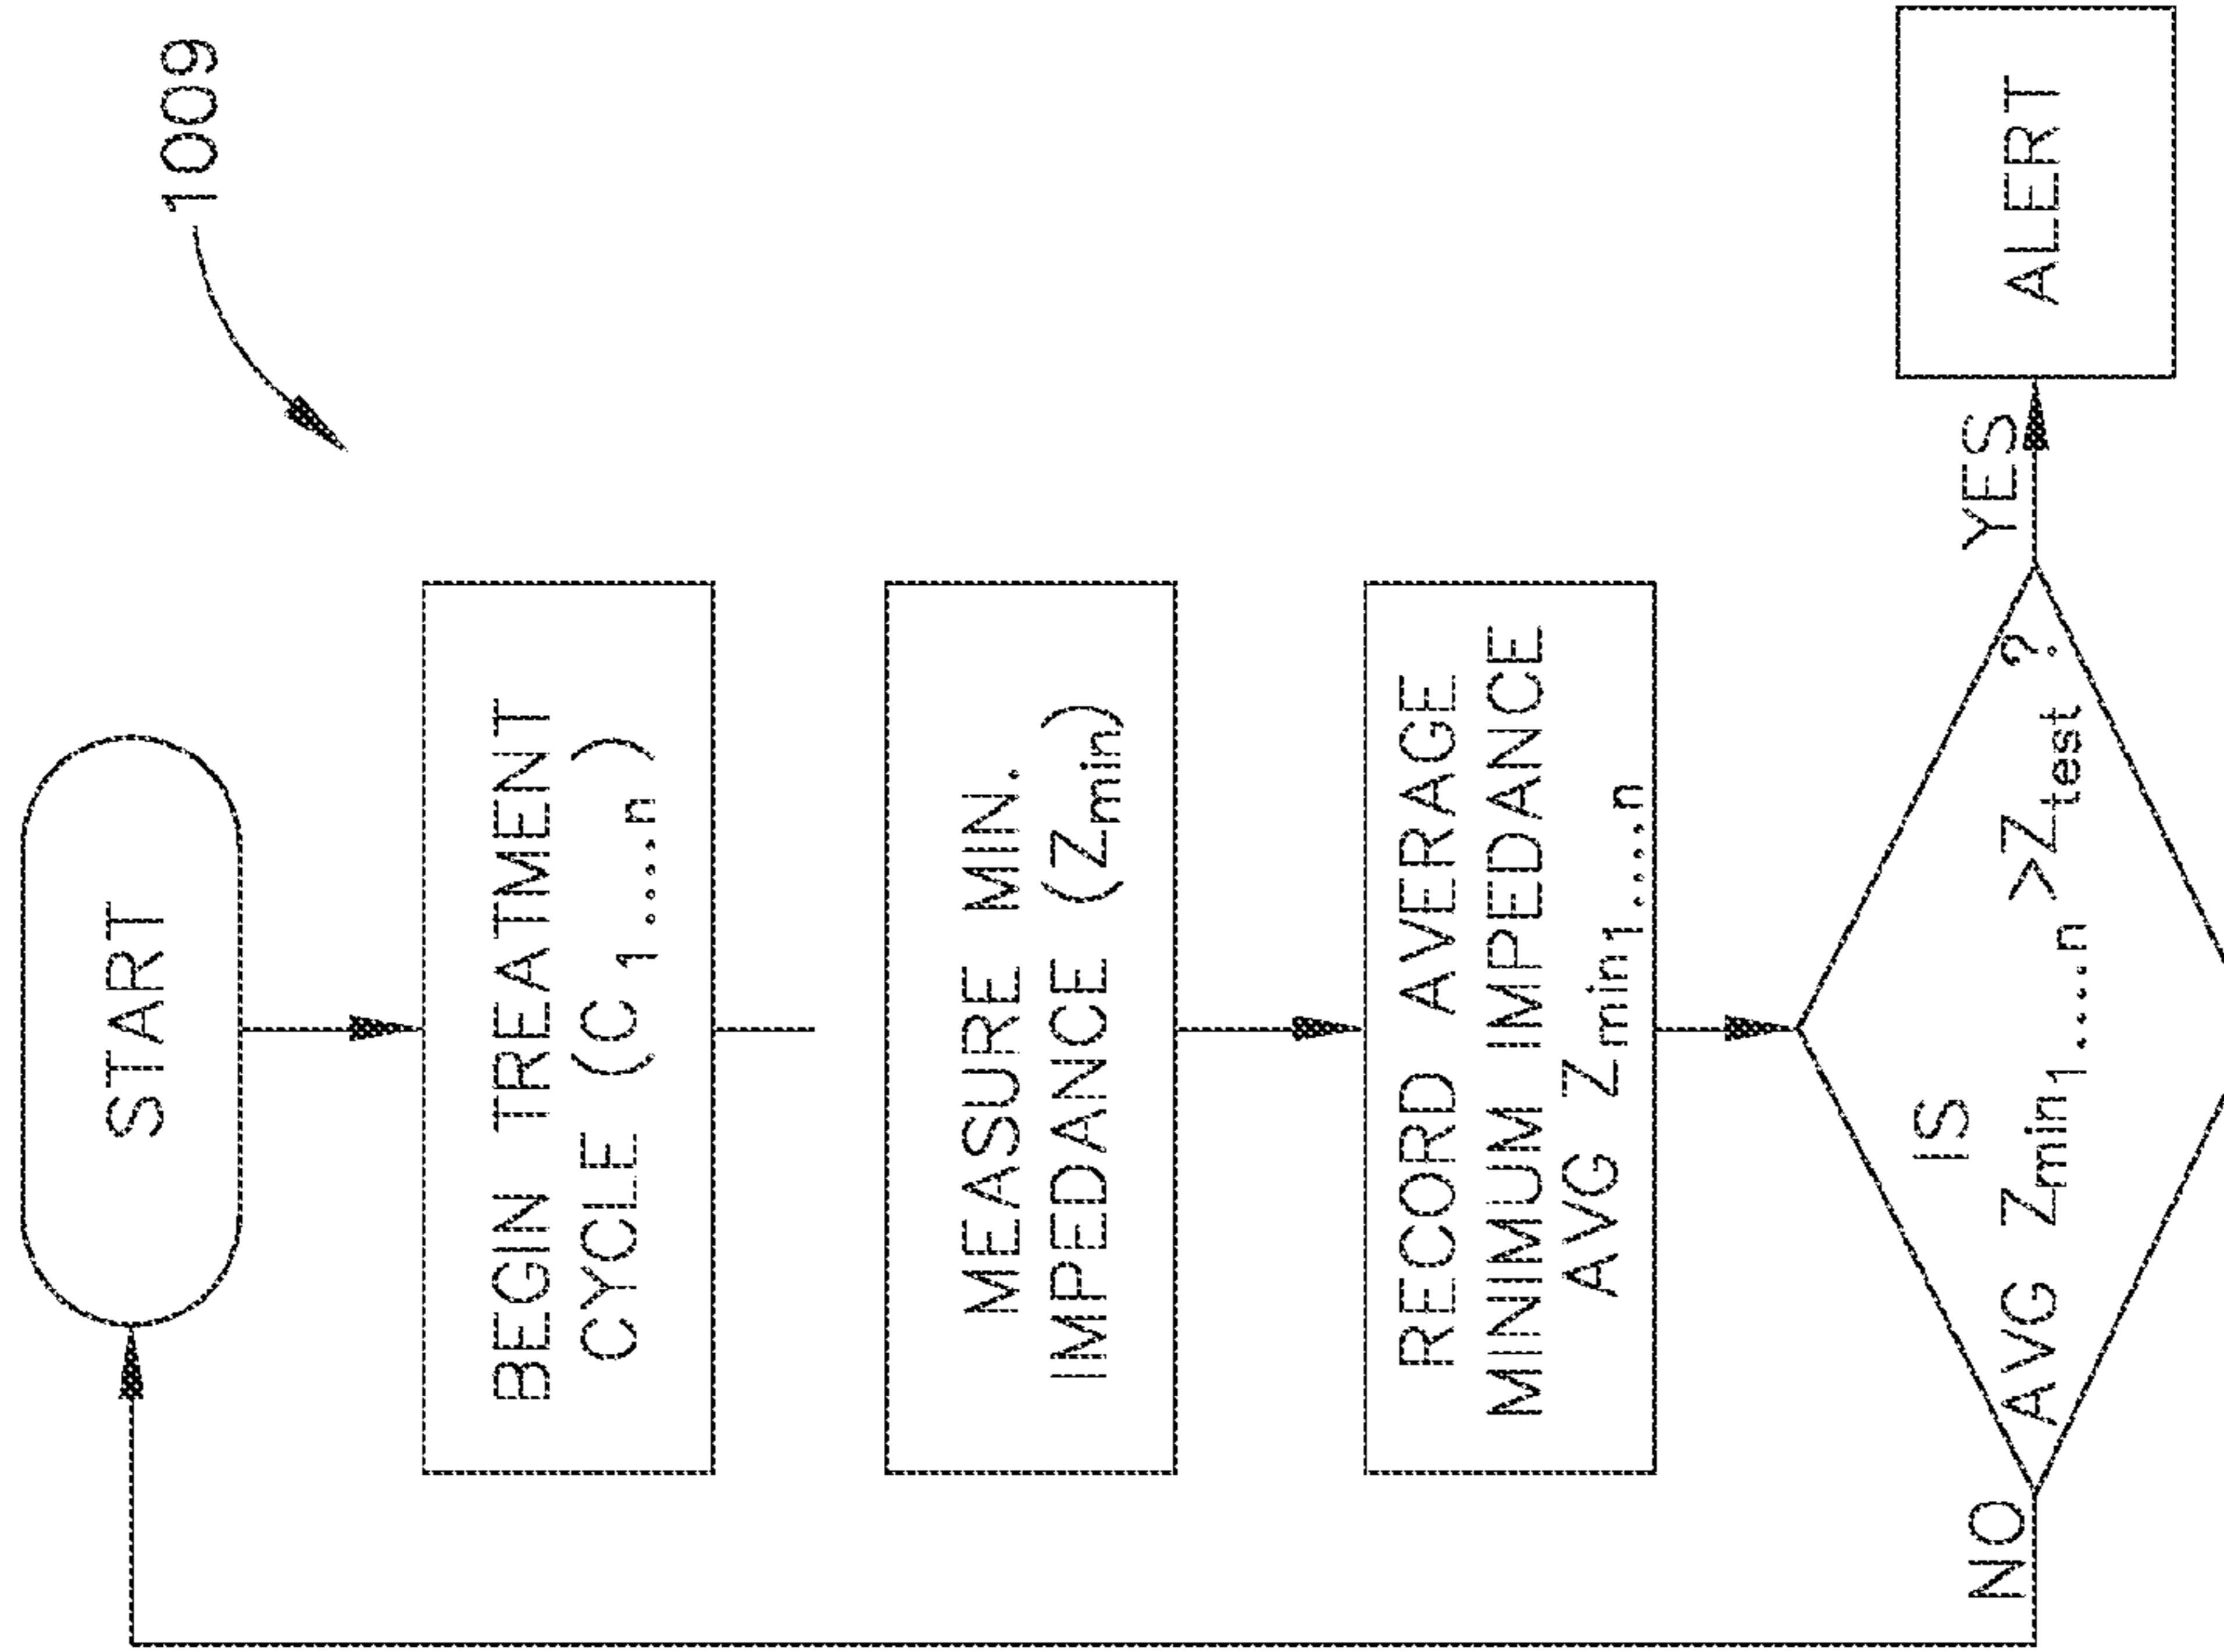 1009
START
BEGIN TREATMENT
CYCLE (C 1....n )
MEASURE MIN.
IMPEDANCE (Zmin)
RECORD AVERAGE
MINIMUM IMPEDANCE
AVG Zmin1....n
IS
AVG Zmin1....n >Ztest ?
NO
YES
ALERT